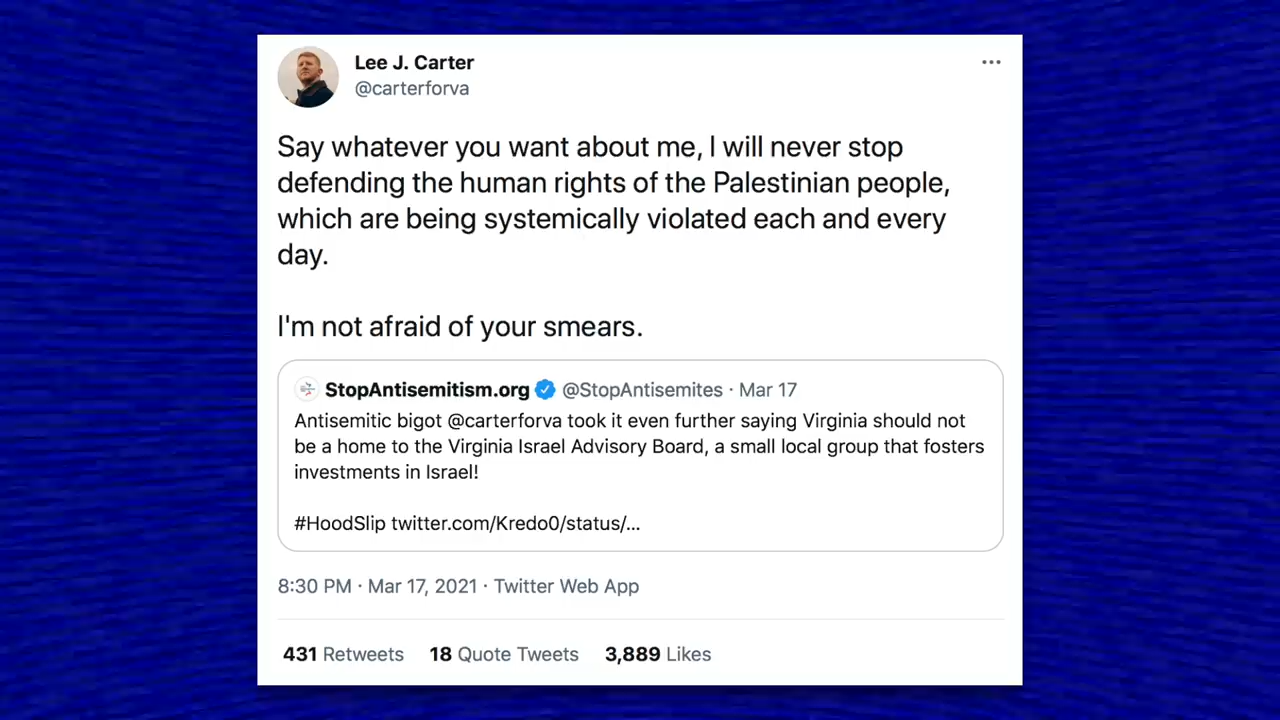 Lee J. Carter
@carterforva
Say whatever you want about me, I will never stop
defending the human rights of the Palestinian people,
which are being systemically violated each and every
day.
I'm not afraid of your smears.
StopAntisemitism.org @StopAntisemites · Mar 17
Antisemitic bigot @carterforva took it even further saying Virginia should not
be a home to the Virginia Israel Advisory Board, a small local group that fosters
investments in Israel!
#HoodSlip twitter.com/Kredo0/status/...
8:30 PM · Mar 17, 2021 · Twitter Web App
431 Retweets 18 Quote Tweets 3,889 Likes